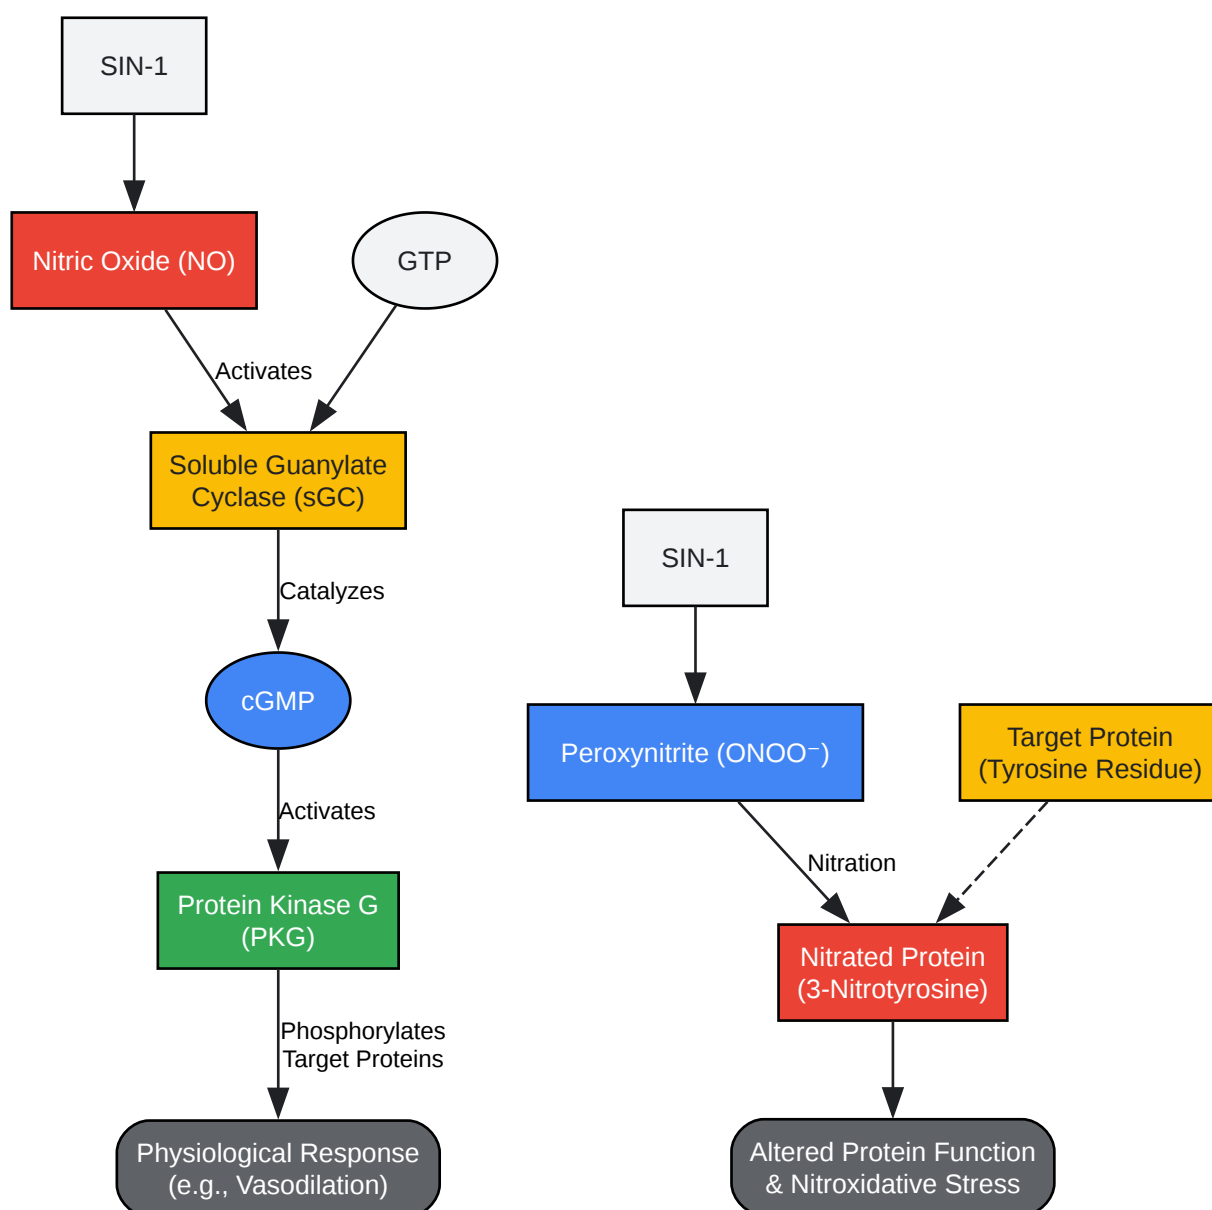 SIN-1
Nitric Oxide (NO)
GTP
Activates
Soluble Guanylate
Cyclase (sGC)
Catalyzes
cGMP
Activates
Protein Kinase G
(PKG)
Phosphorylates
Target Proteins
Physiological Response
(e.g., Vasodilation)
SIN-1
Peroxynitrite (ONOO⁻)
Target Protein
(Tyrosine Residue)
Nitration
Nitrated Protein
(3-Nitrotyrosine)
Altered Protein Function
& Nitroxidative Stress